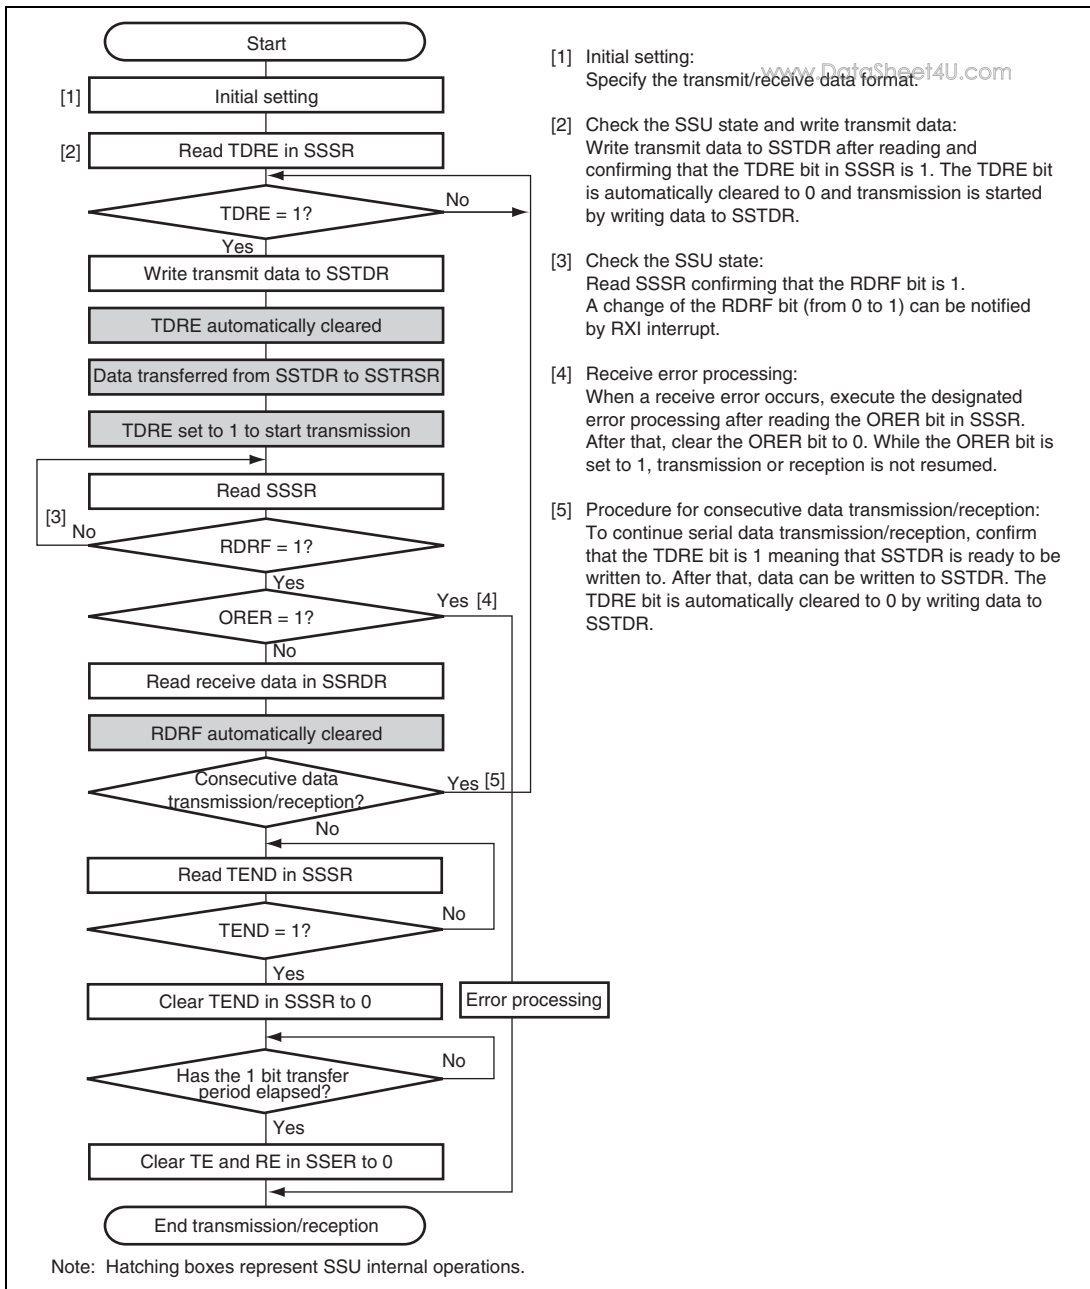 Start
[1] Initial setting
[2] Read TDRE in SSSR
TDRE = 1?
No
Yes
Write transmit data to SSTDR
TDRE automatically cleared
Data transferred from SSTDR to SSTRSR
TDRE set to 1 to start transmission
Read SSSR
[3]
No
RDRF = 1?
Yes
ORER = 1?
Yes [4]
No
Read receive data in SSRDR
RDRF automatically cleared
Consecutive data
transmission/reception?
Yes [5]
No
Read TEND in SSSR
TEND = 1?
No
Yes
Clear TEND in SSSR to 0
Error processing
Has the 1 bit transfer
period elapsed?
No
Yes
Clear TE and RE in SSER to 0
End transmission/reception
Note: Hatching boxes represent SSU internal operations.
[1] Initial setting:
www.DataSheet4U.com
Specify the transmit/receive data format.
[2] Check the SSU state and write transmit data:
Write transmit data to SSTDR after reading and
confirming that the TDRE bit in SSSR is 1. The TDRE bit
is automatically cleared to 0 and transmission is started
by writing data to SSTDR.
[3] Check the SSU state:
Read SSSR confirming that the RDRF bit is 1.
A change of the RDRF bit (from 0 to 1) can be notified
by RXI interrupt.
[4] Receive error processing:
When a receive error occurs, execute the designated
error processing after reading the ORER bit in SSSR.
After that, clear the ORER bit to 0. While the ORER bit is
set to 1, transmission or reception is not resumed.
[5] Procedure for consecutive data transmission/reception:
To continue serial data transmission/reception, confirm
that the TDRE bit is 1 meaning that SSTDR is ready to be
written to. After that, data can be written to SSTDR. The
TDRE bit is automatically cleared to 0 by writing data to
SSTDR.